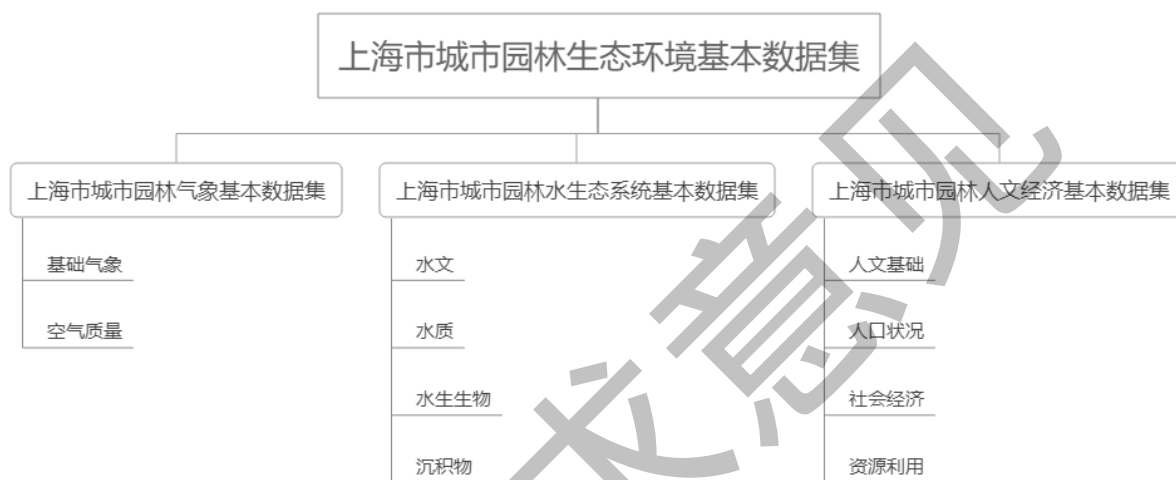 上海市城市园林生态环境基本数据集
上海市城市园林气象基本数据集
基础气象
空气质量
上海市城市园林水生态系统基本数据集
水文
水质
水生生物
沉积物
上海市城市园林人文经济基本数据集
人文基础
人口状况
社会经济
资源利用
求意见